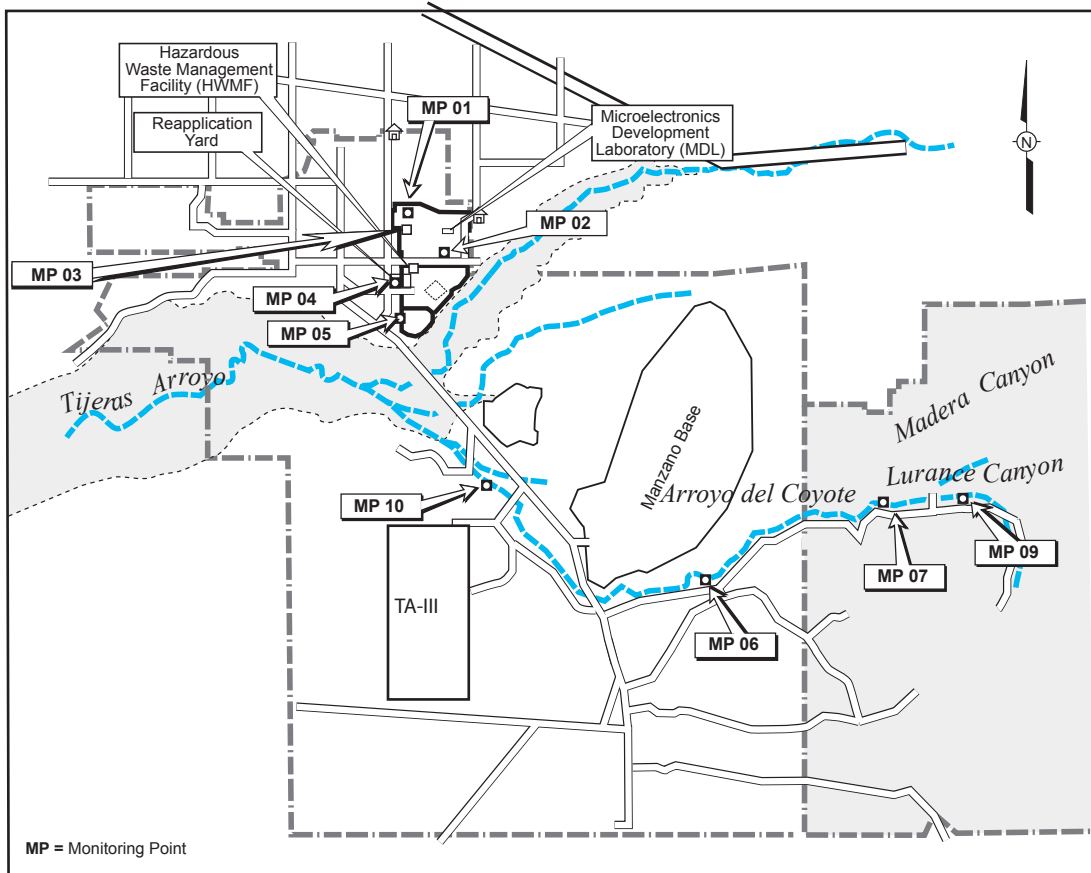 Hazardous
Waste Management
Facility (HWMF)
MP 01
Reapplication
Yard
Microelectronics
Development
Laboratory (MDL)
N
MP 02
MP 03
MP 04
MP 05
Tijeras Arroyo
Madera Canyon
Manzano Base
Lurance Canyon
Arroyo del Coyote
MP 10
MP 09
MP 07
TA-III
MP 06
MP = Monitoring Point